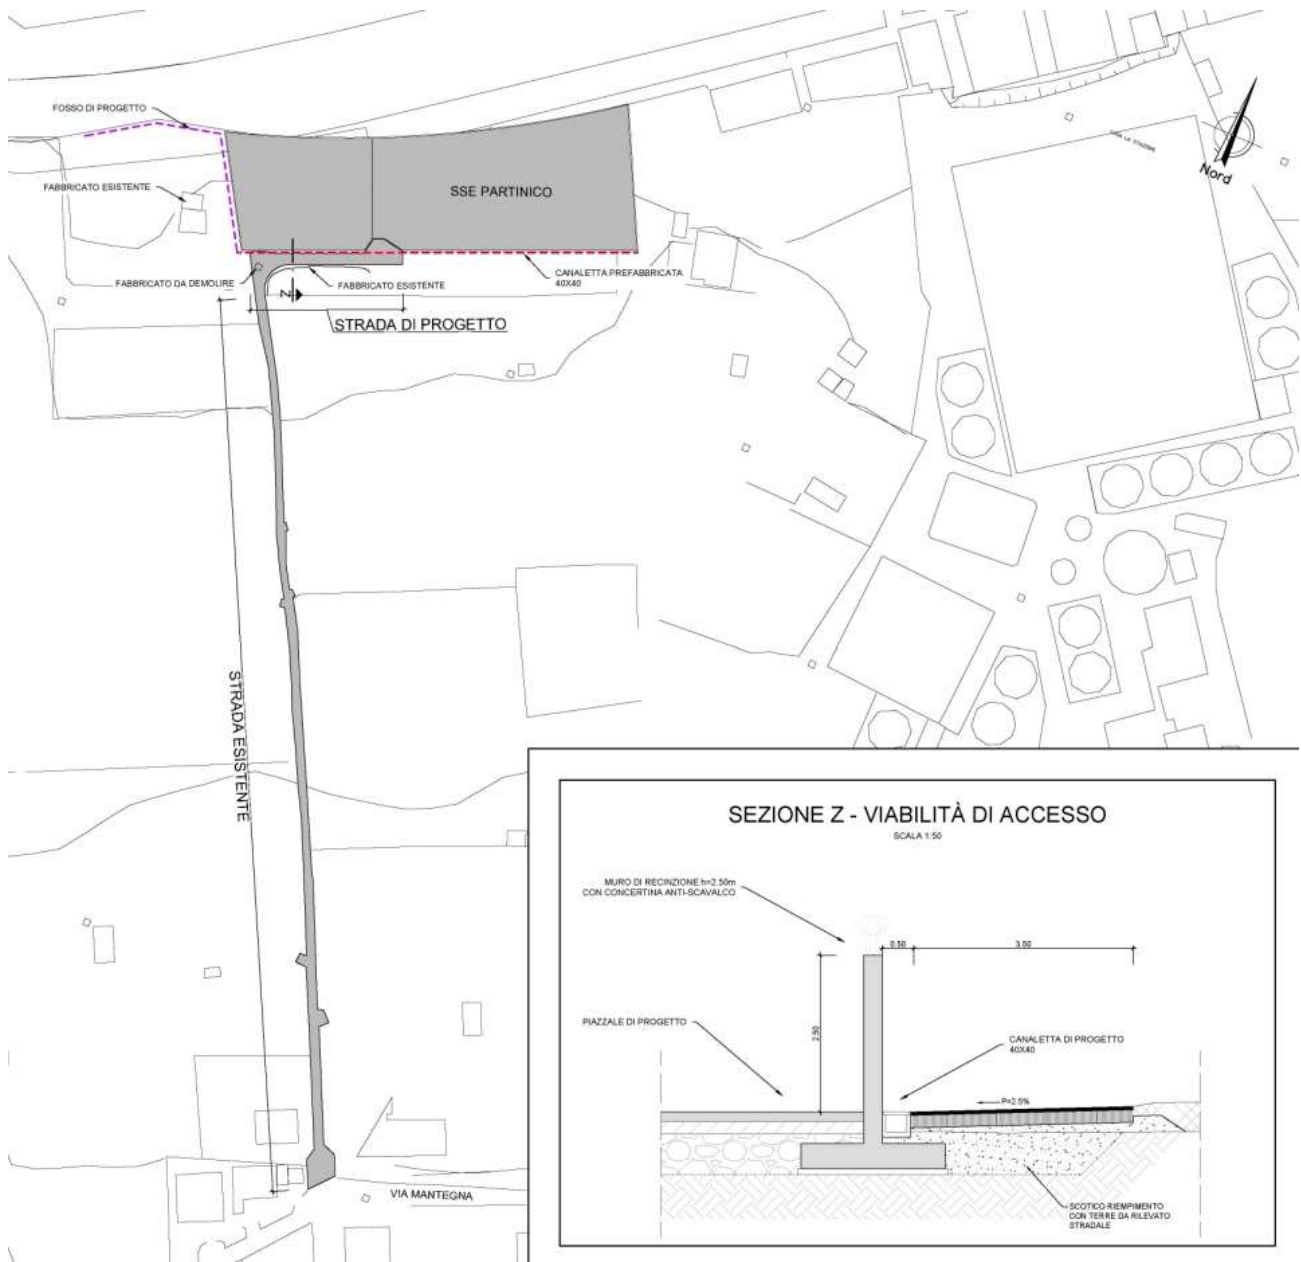 FOSSO DI PROGETTO
FABBRICATO ESISTENTE
SSE PARTINICO
Nord
FABBRICATO DA DEMOLIRE
FABBRICATO ESISTENTE
CANALETTA PREFABBRICATA
40X40
Z
STRADA DI PROGETTO
STRADA ESISTENTE
VIA MANTEGNA
SEZIONE Z - VIABILITÀ DI ACCESSO
SCALA 1:50
MURO DI RECINZIONE h=2.50m
CON CONCERTINA ANTI-SCAVALCO
0.50
3.50
2.50
PIAZZALE DI PROGETTO
CANALETTA DI PROGETTO
40X40
P=2.5%
SCOTICO RIEMPIMENTO
CON TERRE DA RILEVATO
STRADALE